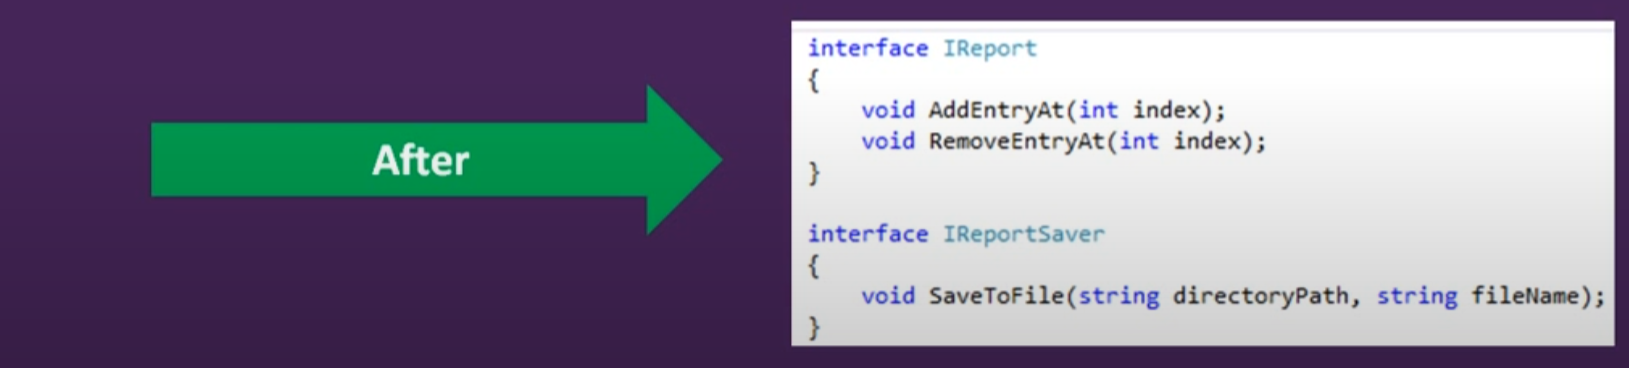 After
interface IReport
{
    void AddEntryAt(int index);
    void RemoveEntryAt(int index);
}
interface IReportSaver
{
    void SaveToFile(string directoryPath, string fileName);
}